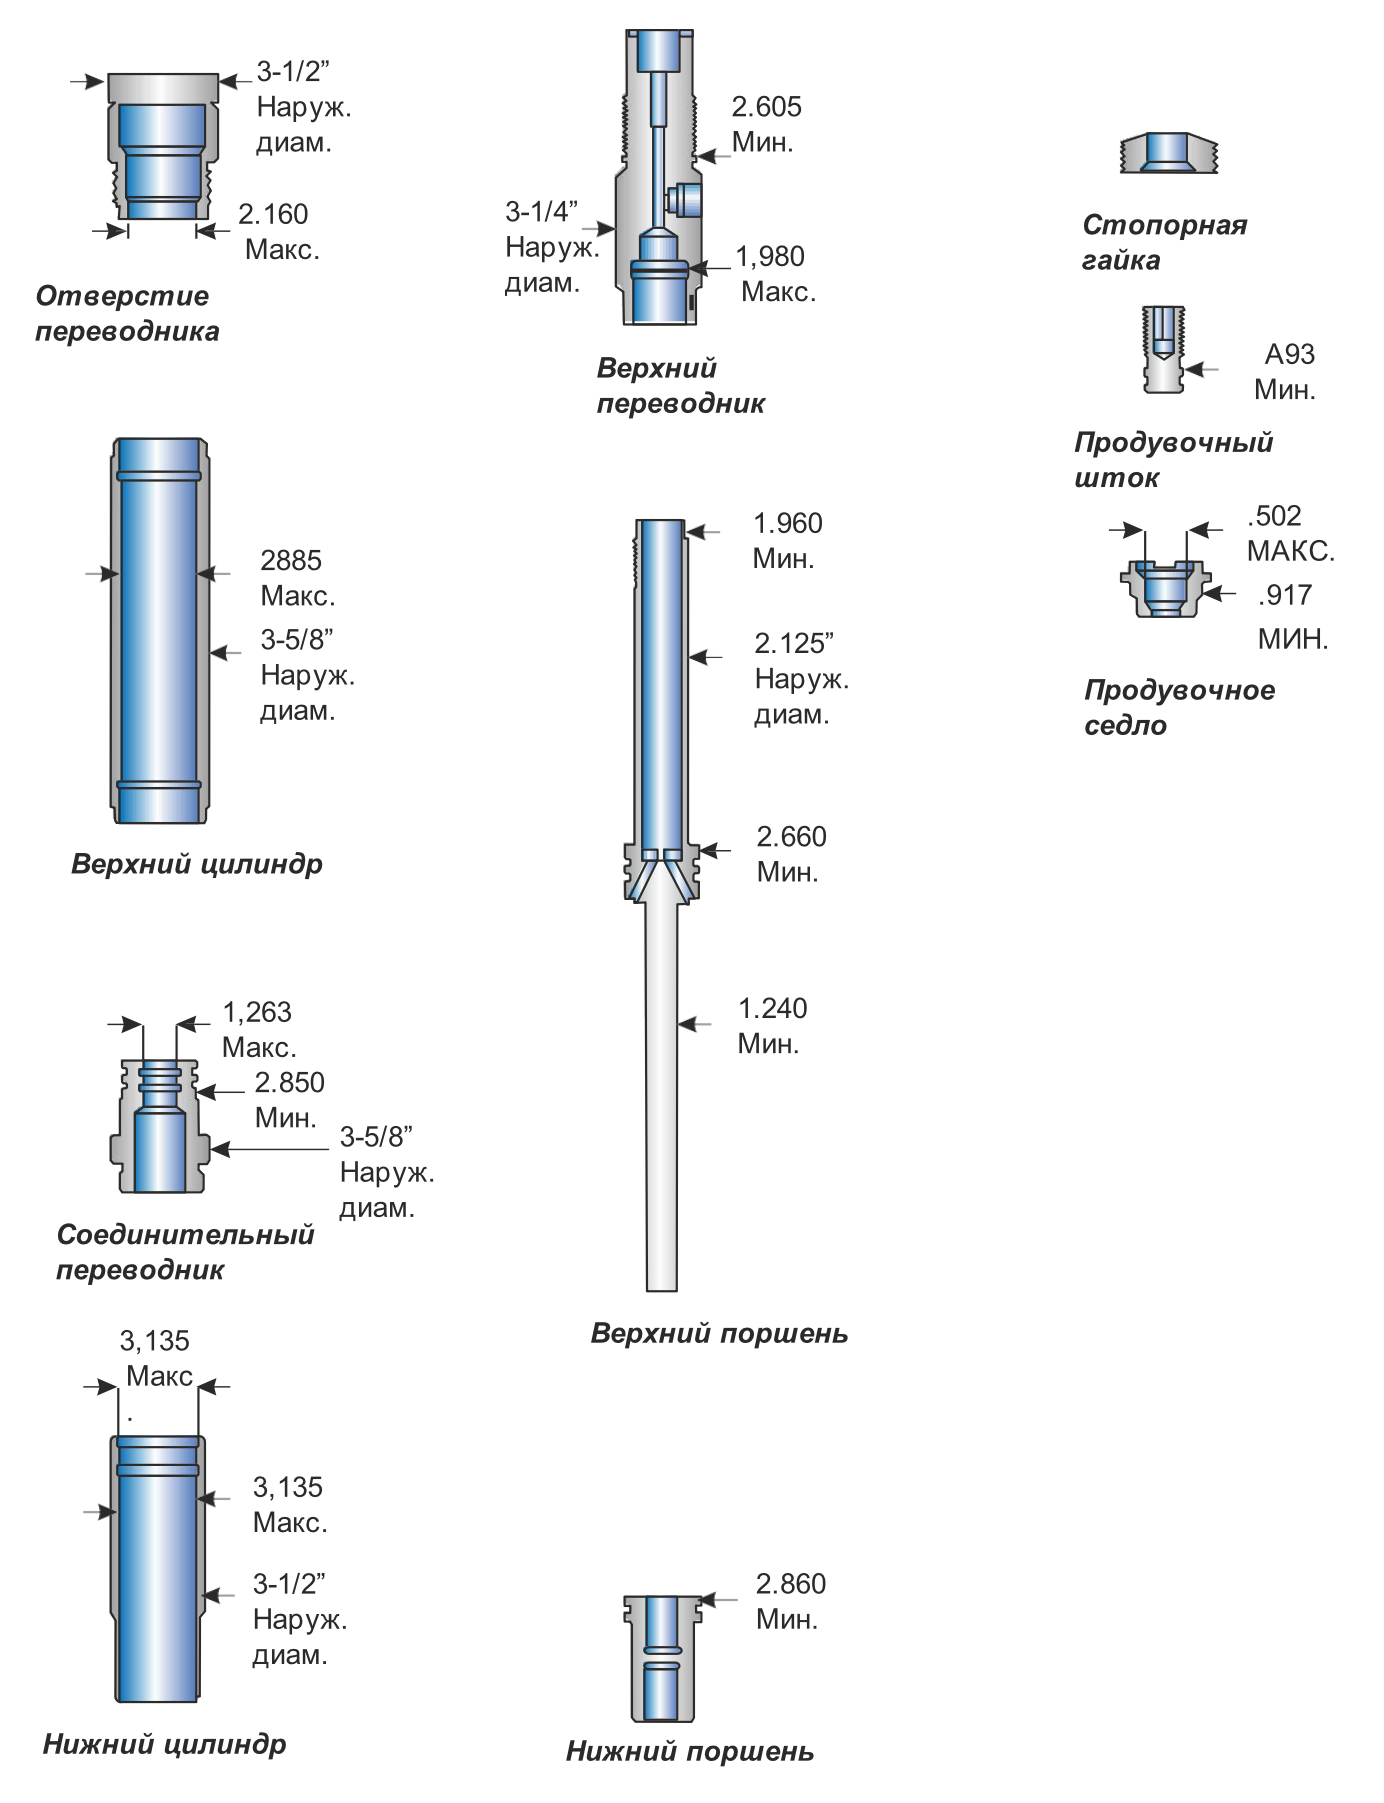 3-1/2”
Наруж.
диам.
2.160
Макс.
Отверстие
переводника
2885
Макс.
3-5/8”
Наруж.
диам.
Верхний цилиндр
1,263
Макс.
2.850
Мин.
3-5/8”
Наруж.
диам.
Соединительный
переводник
3,135
Макс
.
3,135
Макс.
3-1/2”
Наруж.
диам.
Нижний цилиндр
2.605
Мин.
3-1/4”
Наруж.
диам.
1,980
Макс.
Верхний
переводник
1.960
Мин.
2.125”
Наруж.
диам.
2.660
Мин.
1.240
Мин.
Верхний поршень
2.860
Мин.
Нижний поршень
Стопорная
гайка
А93
Мин.
Продувочный
шток
.502
МАКС.
.917
МИН.
Продувочное
седло